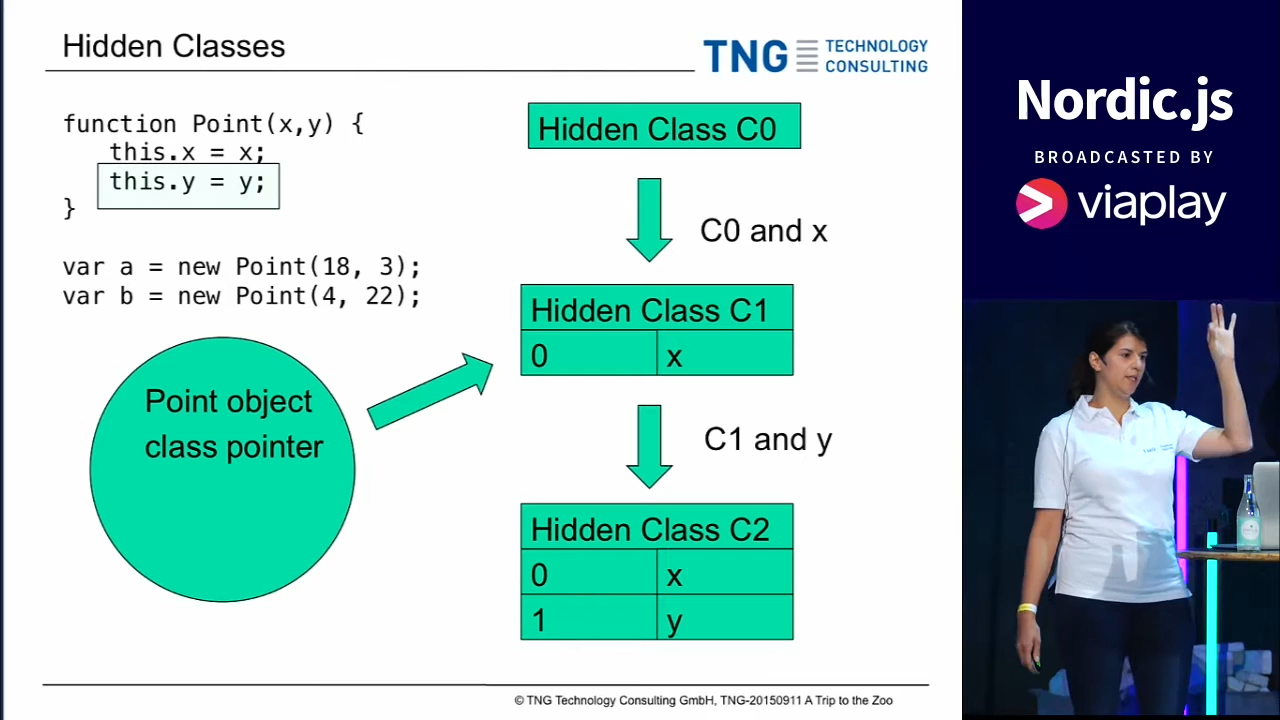 Hidden Classes
TNG TECHNOLOGY
CONSULTING
function Point(x,y) {
this.x = x;
this.y = y;
}
var a = new Point(18, 3);
var b = new Point(4, 22);
Point object
class pointer
Hidden Class C0
C0 and x
Hidden Class C1
0 x
C1 and y
Hidden Class C2
0 x
1 y
© TNG Technology Consulting GmbH, TNG-20150911 A Trip to the Zoo
Nordic.js
BROADCASTED BY
viaplay